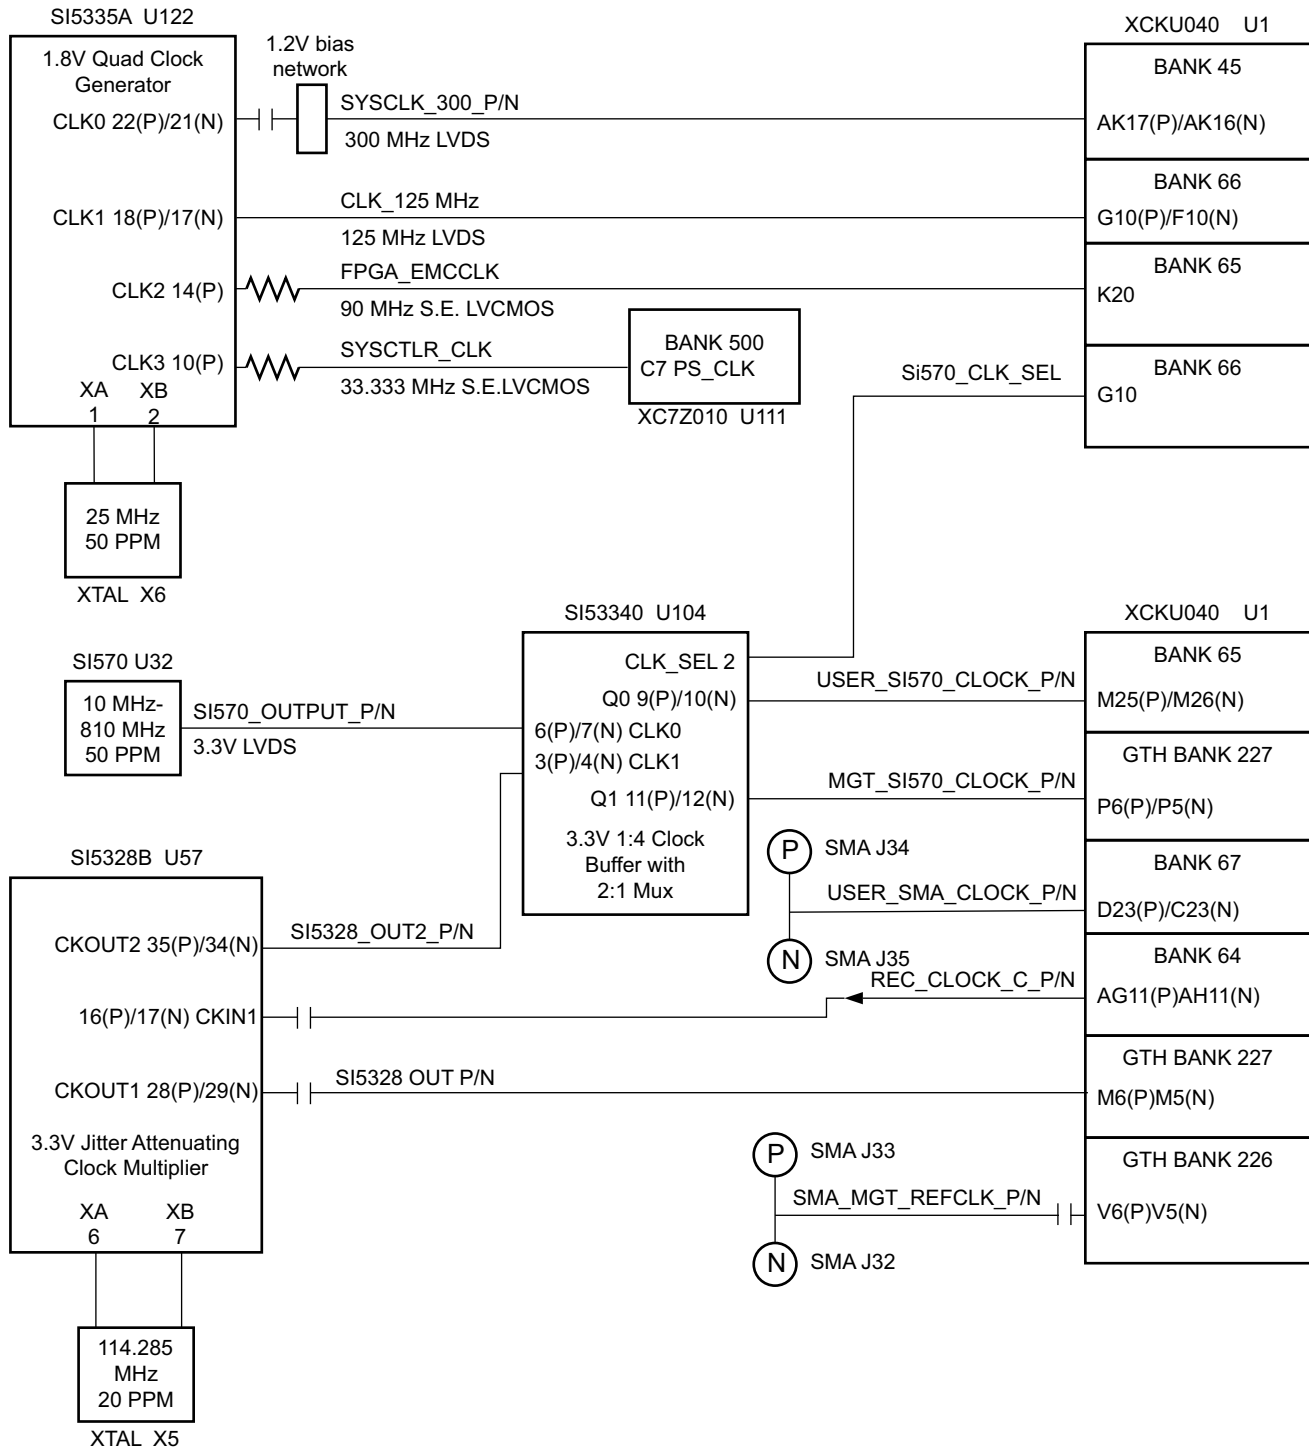 SI5335A U122
1.8V Quad Clock
Generator
CLK0 22(P)/21(N)
CLK1 18(P)/17(N)
CLK2 14(P)
CLK3 10(P)
XA XB
1 2
25 MHz
50 PPM
XTAL X6
1.2V bias
network
SYSCLK_300_P/N
300 MHz LVDS
CLK_125 MHz
125 MHz LVDS
FPGA_EMCCLK
90 MHz S.E. LVCMOS
SYSCTLR_CLK
33.333 MHz S.E.LVCMOS
BANK 500
C7 PS_CLK
XC7Z010 U111
Si570_CLK_SEL
XCKU040 U1
BANK 45
AK17(P)/AK16(N)
BANK 66
G10(P)/F10(N)
BANK 65
K20
BANK 66
G10
SI570 U32
10 MHz-
810 MHz
50 PPM
SI570_OUTPUT_P/N
3.3V LVDS
SI53340 U104
CLK_SEL 2
Q0 9(P)/10(N)
6(P)/7(N) CLK0
3(P)/4(N) CLK1
Q1 11(P)/12(N)
3.3V 1:4 Clock
Buffer with
2:1 Mux
USER_SI570_CLOCK_P/N
MGT_SI570_CLOCK_P/N
P SMA J34
USER_SMA_CLOCK_P/N
N SMA J35
REC_CLOCK_C_P/N
XCKU040 U1
BANK 65
M25(P)/M26(N)
GTH BANK 227
P6(P)/P5(N)
BANK 67
D23(P)/C23(N)
BANK 64
AG11(P)AH11(N)
GTH BANK 227
M6(P)M5(N)
GTH BANK 226
V6(P)V5(N)
SI5328B U57
CKOUT2 35(P)/34(N)
16(P)/17(N) CKIN1
CKOUT1 28(P)/29(N)
3.3V Jitter Attenuating
Clock Multiplier
XA XB
6 7
114.285
MHz
20 PPM
XTAL X5
SI5328_OUT2_P/N
SI5328 OUT P/N
P SMA J33
SMA_MGT_REFCLK_P/N
N SMA J32